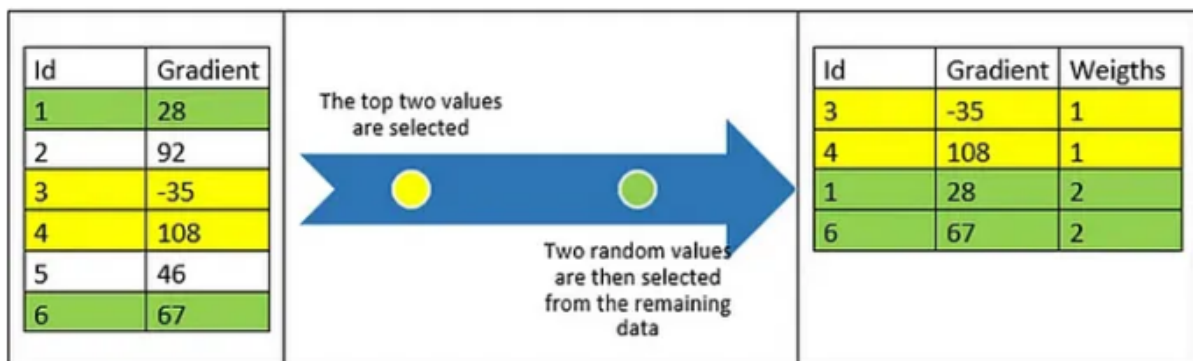 Id Gradient
1 28
2 92
3 -35
4 108
5 46
6 67
The top two values
are selected
Two random values
are then selected
from the remaining
data
Id Gradient Weigths
3 -35 1
4 108 1
1 28 2
6 67 2